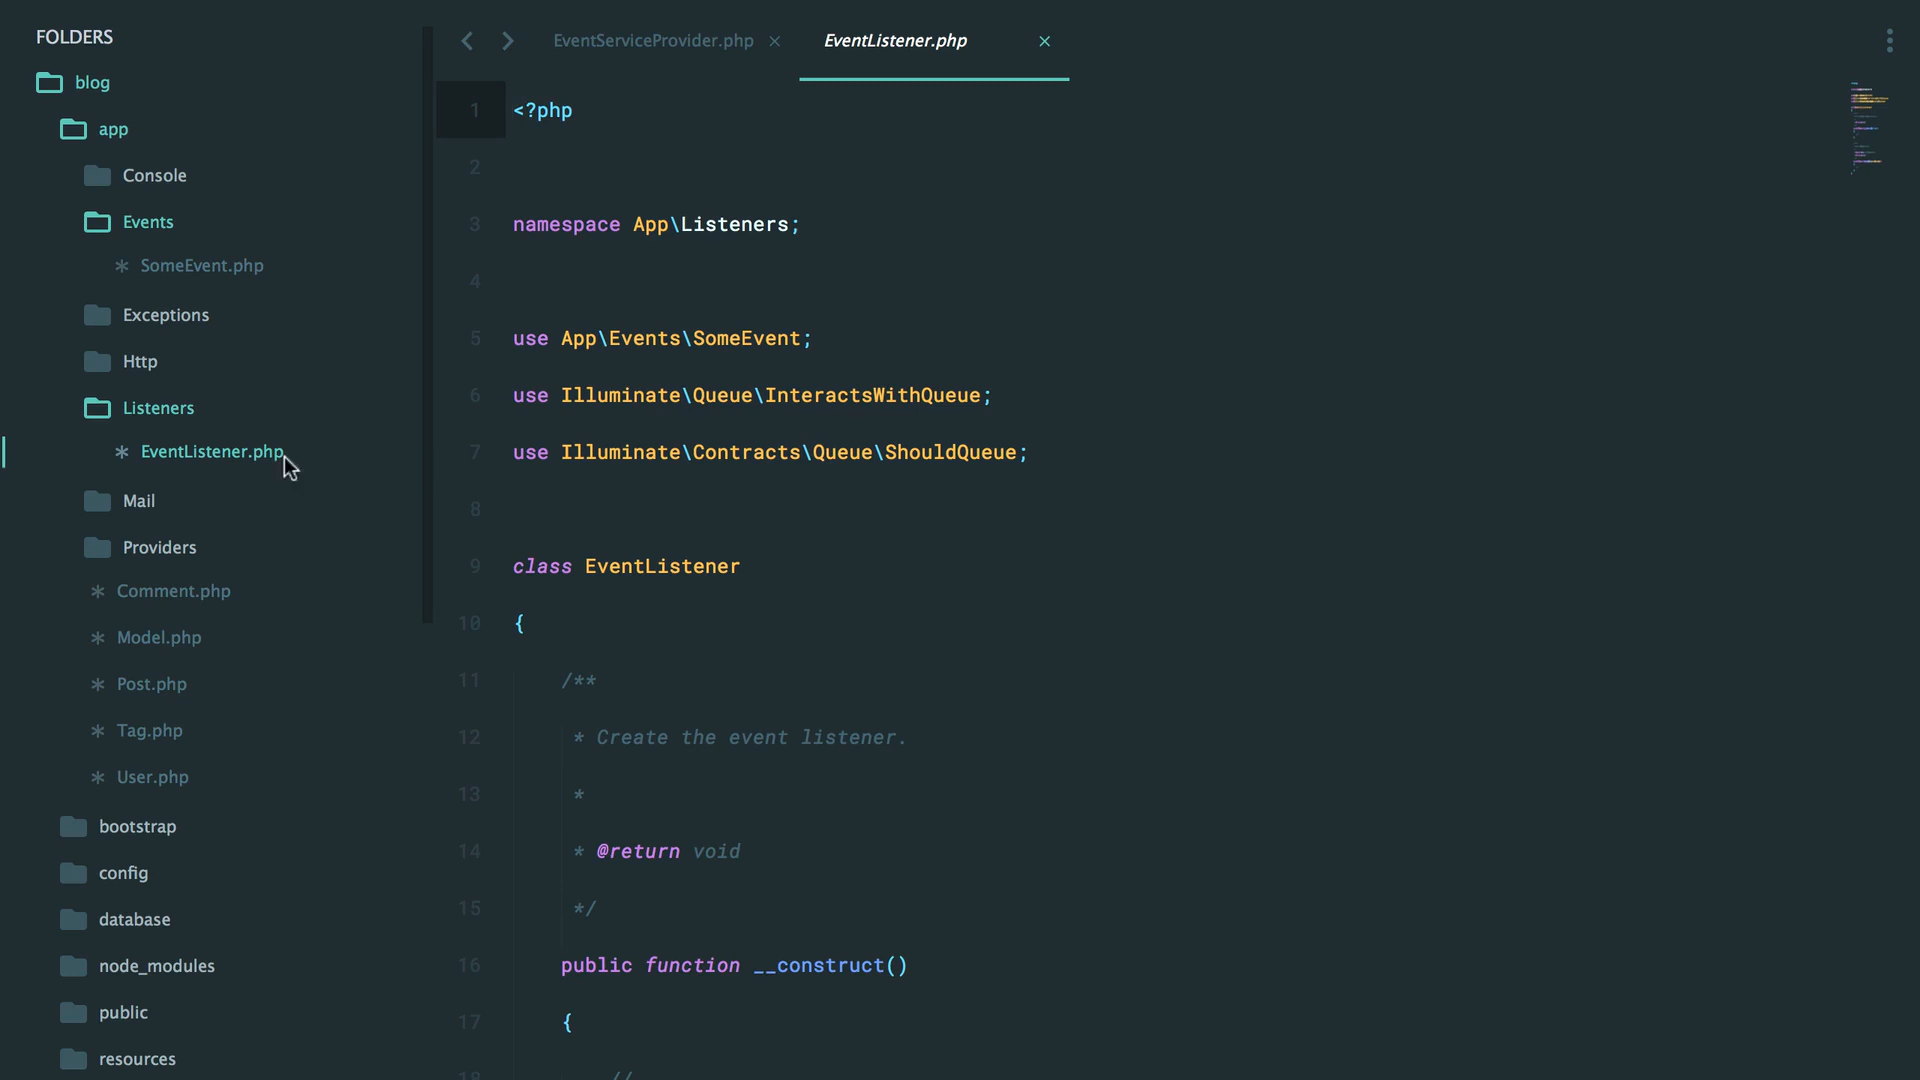 FOLDERS
blog
app
Console
Events
SomeEvent.php
Exceptions
Http
Listeners
EventListener.php
Mail
Providers
Comment.php
Model.php
Post.php
Tag.php
User.php
bootstrap
config
database
node_modules
public
resources
EventServiceProvider.php × EventListener.php ×
1 <?php
2
3 namespace App\Listeners;
4
5 use App\Events\SomeEvent;
6 use Illuminate\Queue\InteractsWithQueue;
7 use Illuminate\Contracts\Queue\ShouldQueue;
8
9 class EventListener
10 {
11 /**
12 * Create the event listener.
13 *
14 * @return void
15 */
16 public function __construct()
17 {
18 //